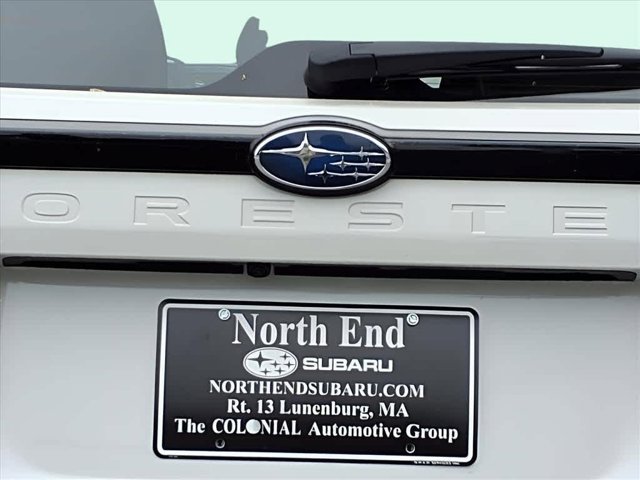 ORESTE
North End
SUBARU
NORTHENDSUBARU.COM
Rt. 13 Lunenburg, MA
The COLONIAL Automotive Group